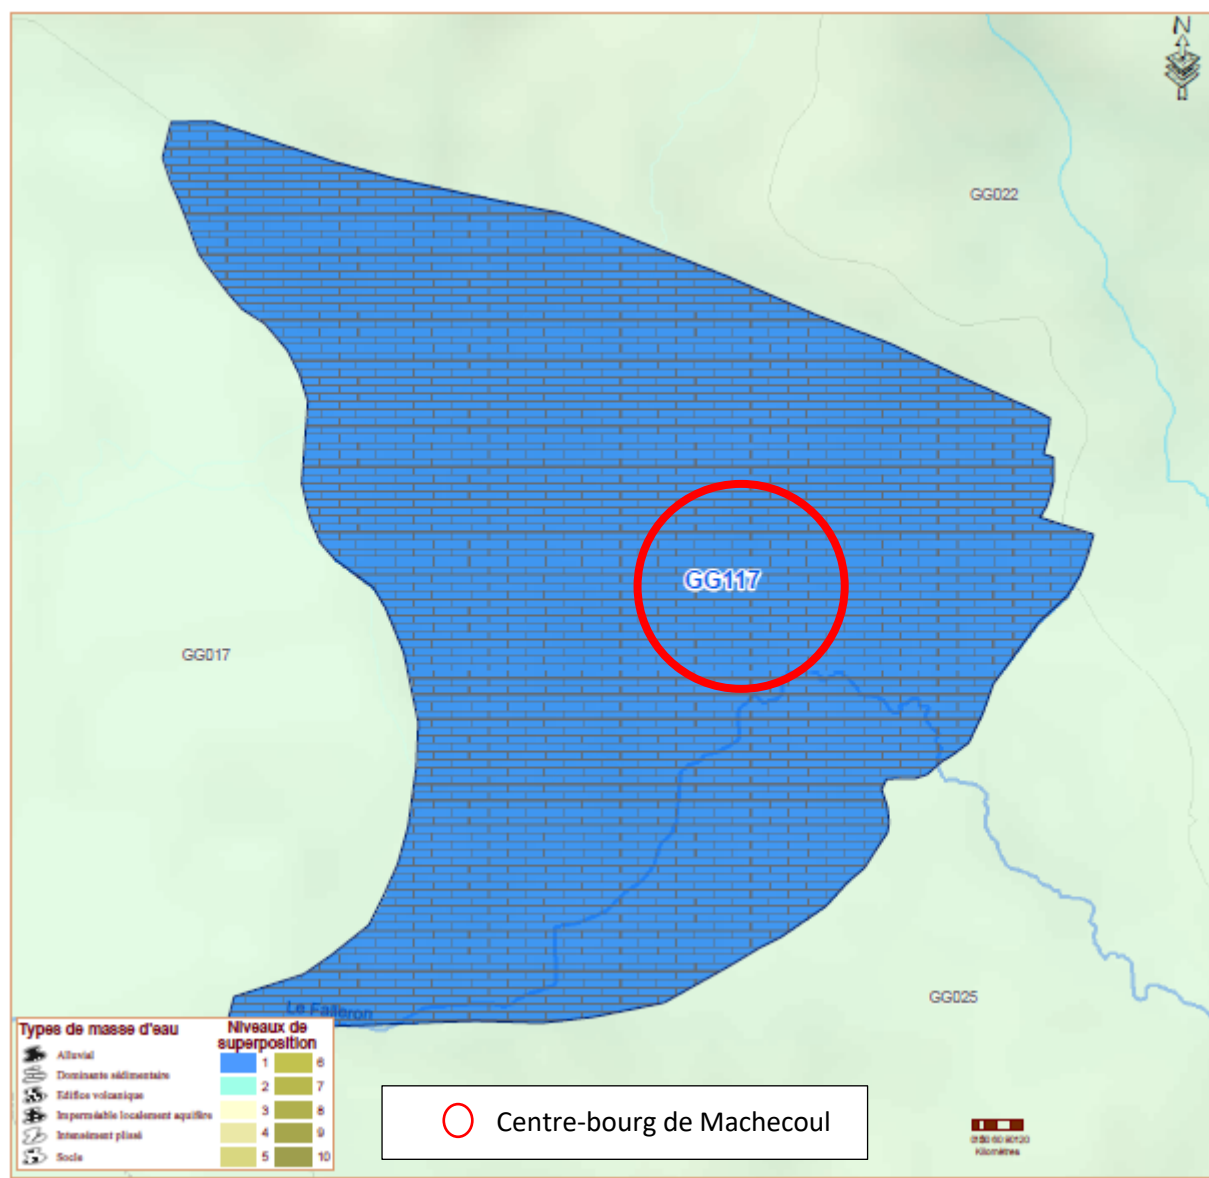 N
GG022
GG117
GG017
Le Falleron
GG025
Types de masse d'eau
Alluvial
Dominante sédimentaire
Edifice volcanique
Imperméable localement aquifère
Intensément plissé
Socle
Niveaux de
superposition
1 6
2 7
3 8
4 9
5 10
Centre-bourg de Machecoul
Kilomètres